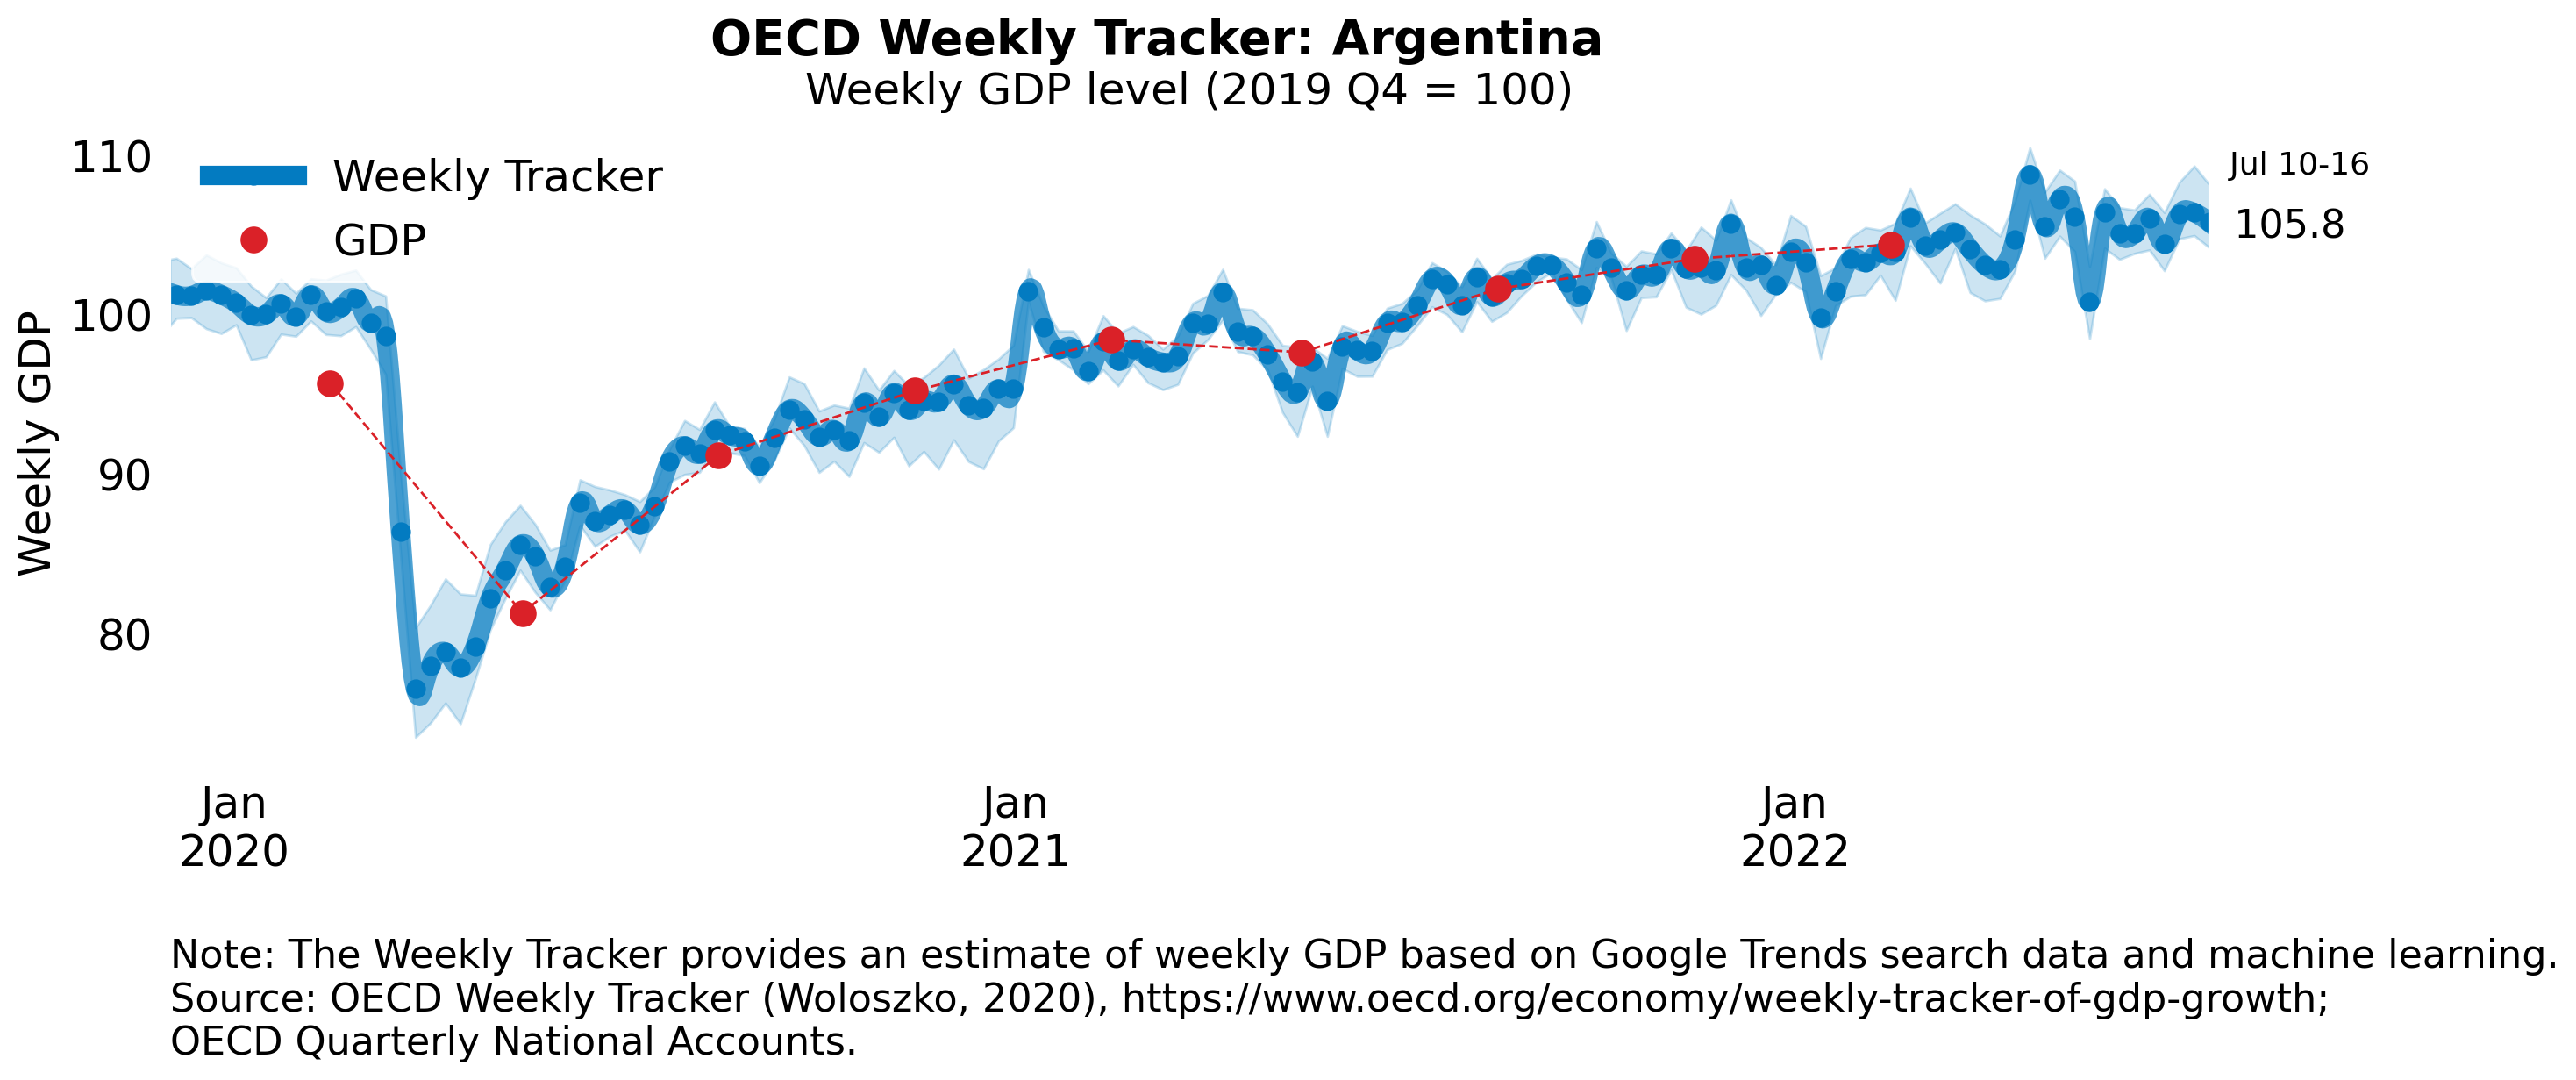 OECD Weekly Tracker: Argentina
Weekly GDP level (2019 Q4 = 100)
Weekly Tracker
GDP
Jul 10-16
105.8
Weekly GDP
110
100
90
80
Jan
2020
Jan
2021
Jan
2022
Note: The Weekly Tracker provides an estimate of weekly GDP based on Google Trends search data and machine learning.
Source: OECD Weekly Tracker (Woloszko, 2020), https://www.oecd.org/economy/weekly-tracker-of-gdp-growth;
OECD Quarterly National Accounts.